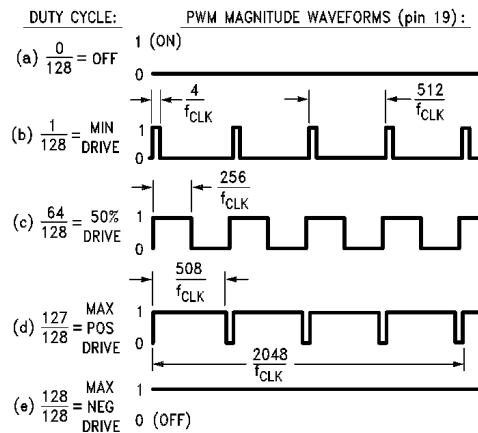 DUTY CYCLE: PWM MAGNITUDE WAVEFORMS (pin 19):
(a) 0/128 = OFF 1 (ON)
0
4/fCLK 512/fCLK
(b) 1/128 = MIN DRIVE 1
0
256/fCLK
(c) 64/128 = 50% DRIVE 1
0
508/fCLK
(d) 127/128 = MAX POS DRIVE 1
0
2048/fCLK
(e) 128/128 = MAX NEG DRIVE 1
0 (OFF)